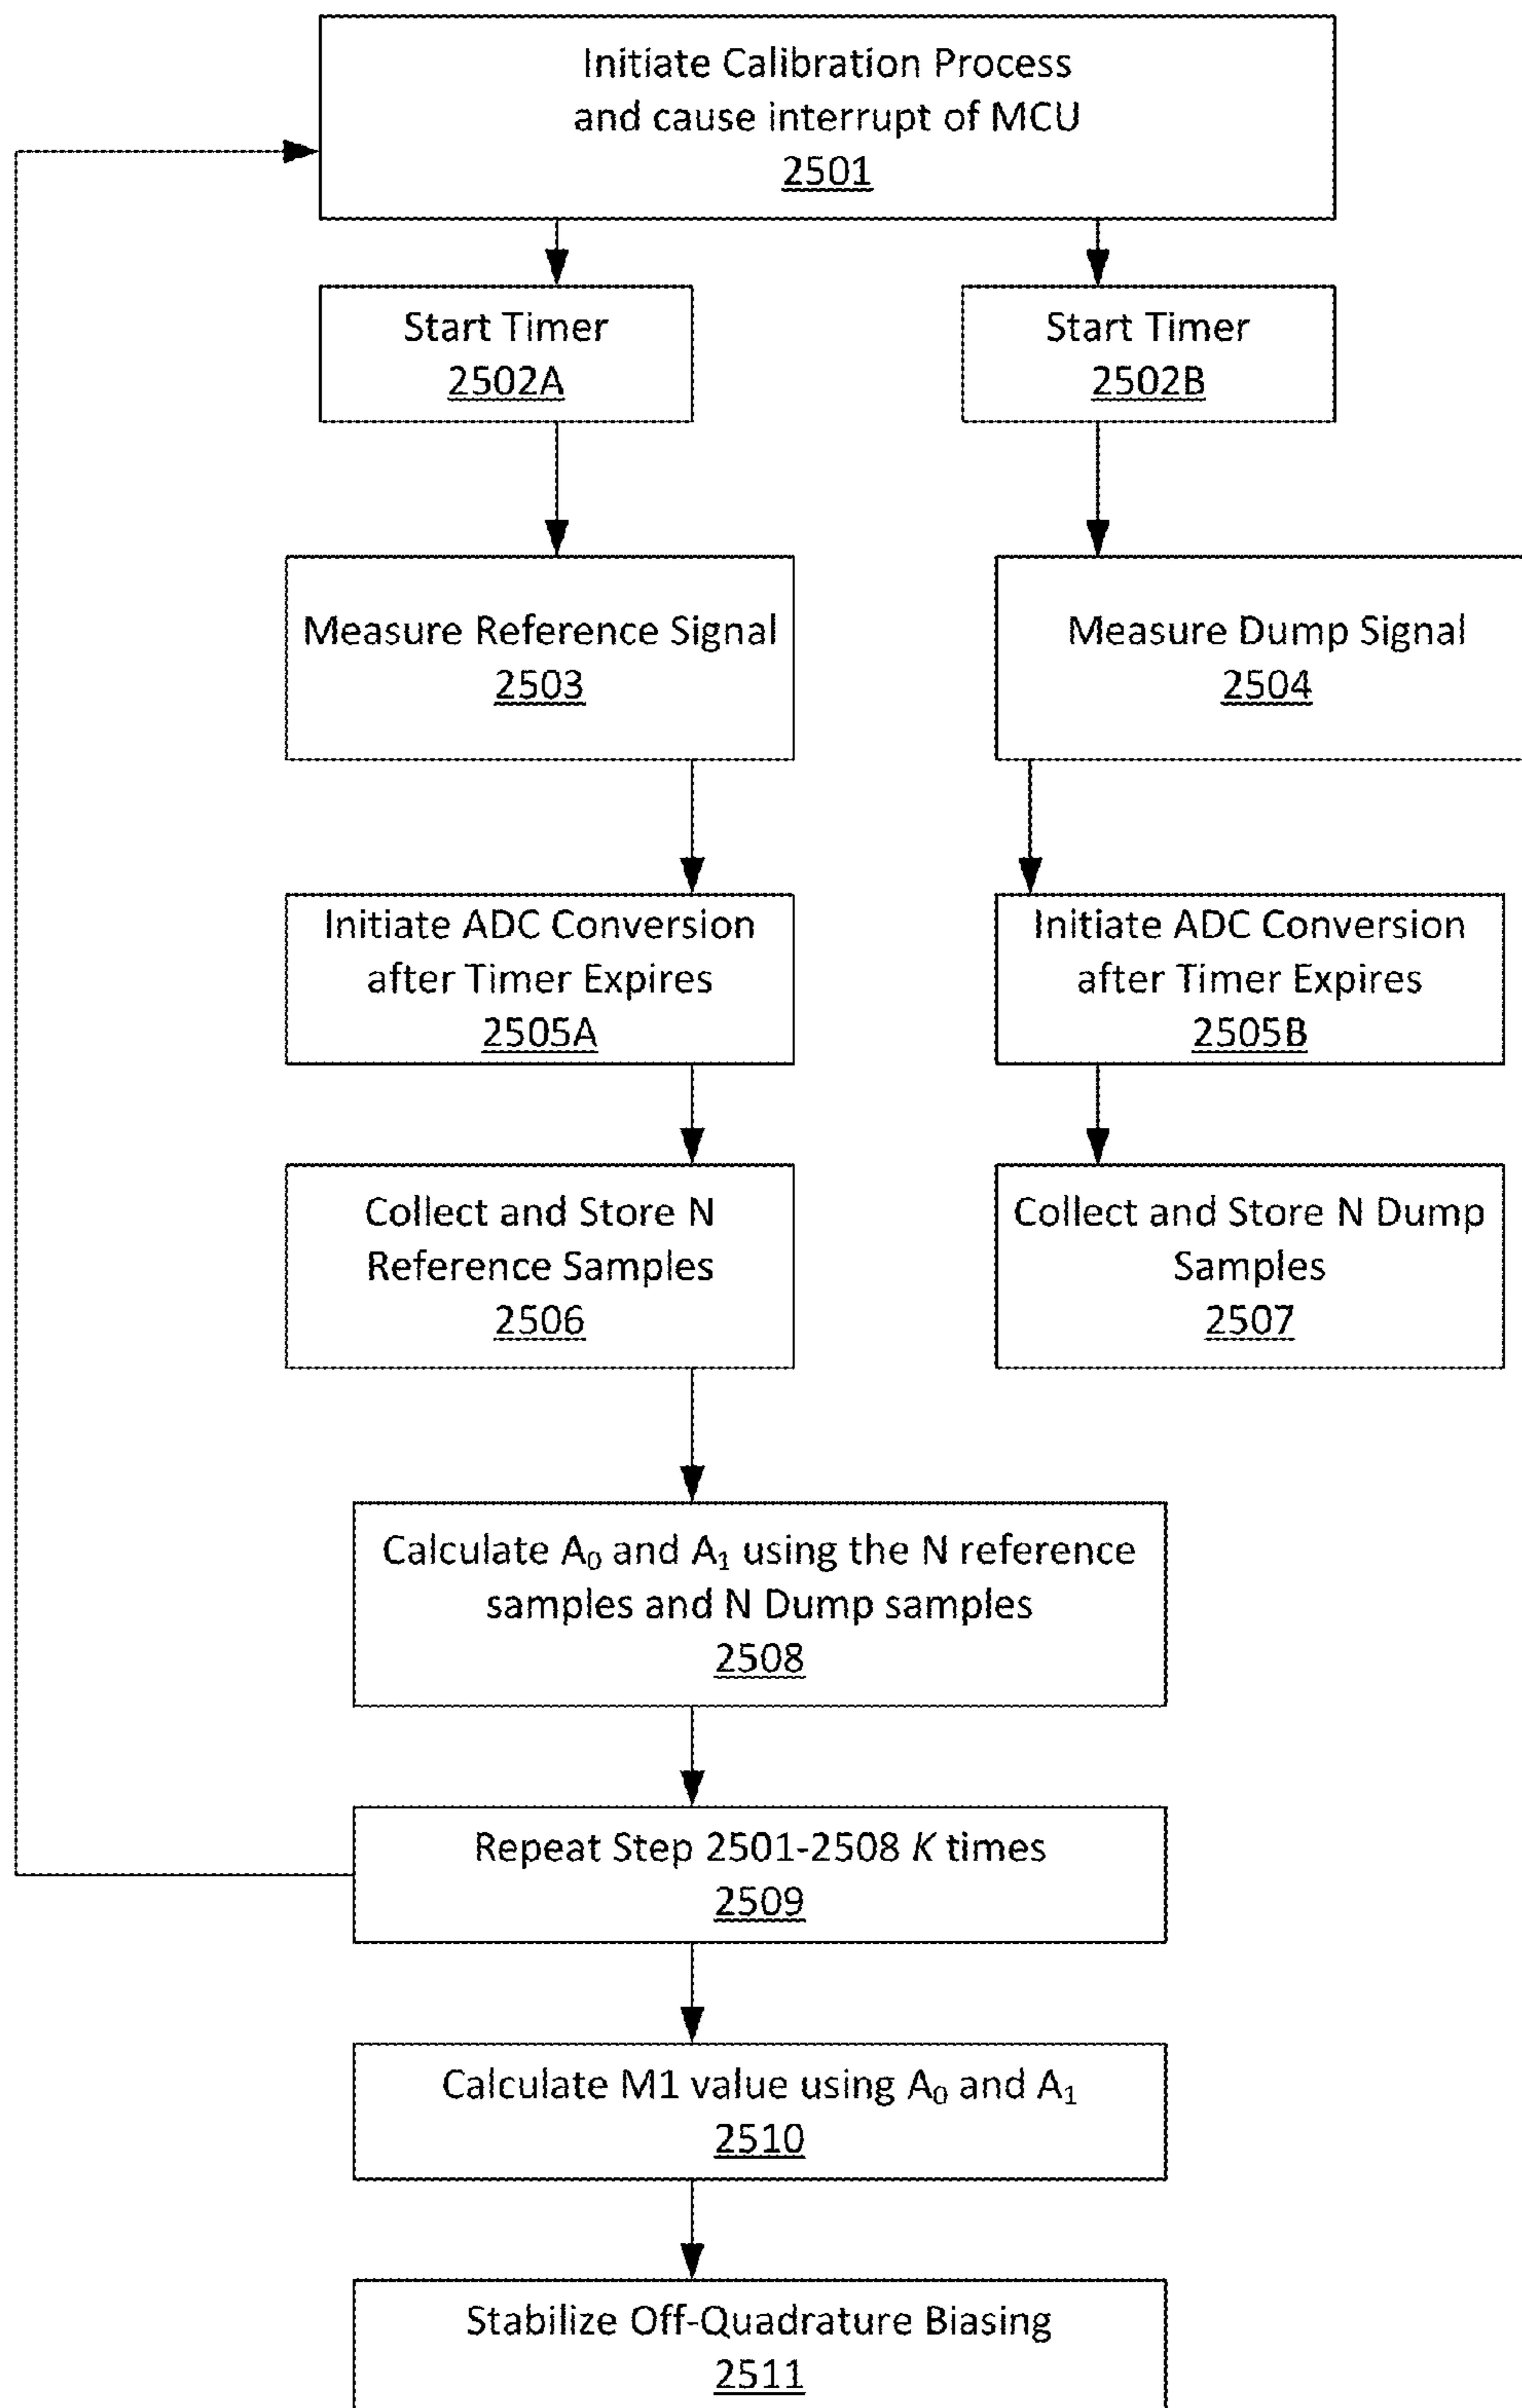 Initiate Calibration Process
and cause interrupt of MCU
2501
Start Timer
2502A
Start Timer
2502B
Measure Reference Signal
2503
Measure Dump Signal
2504
Initiate ADC Conversion
after Timer Expires
2505A
Initiate ADC Conversion
after Timer Expires
2505B
Collect and Store N
Reference Samples
2506
Collect and Store N Dump
Samples
2507
Calculate A₀ and A₁ using the N reference
samples and N Dump samples
2508
Repeat Step 2501-2508 K times
2509
Calculate M1 value using A₀ and A₁
2510
Stabilize Off-Quadrature Biasing
2511